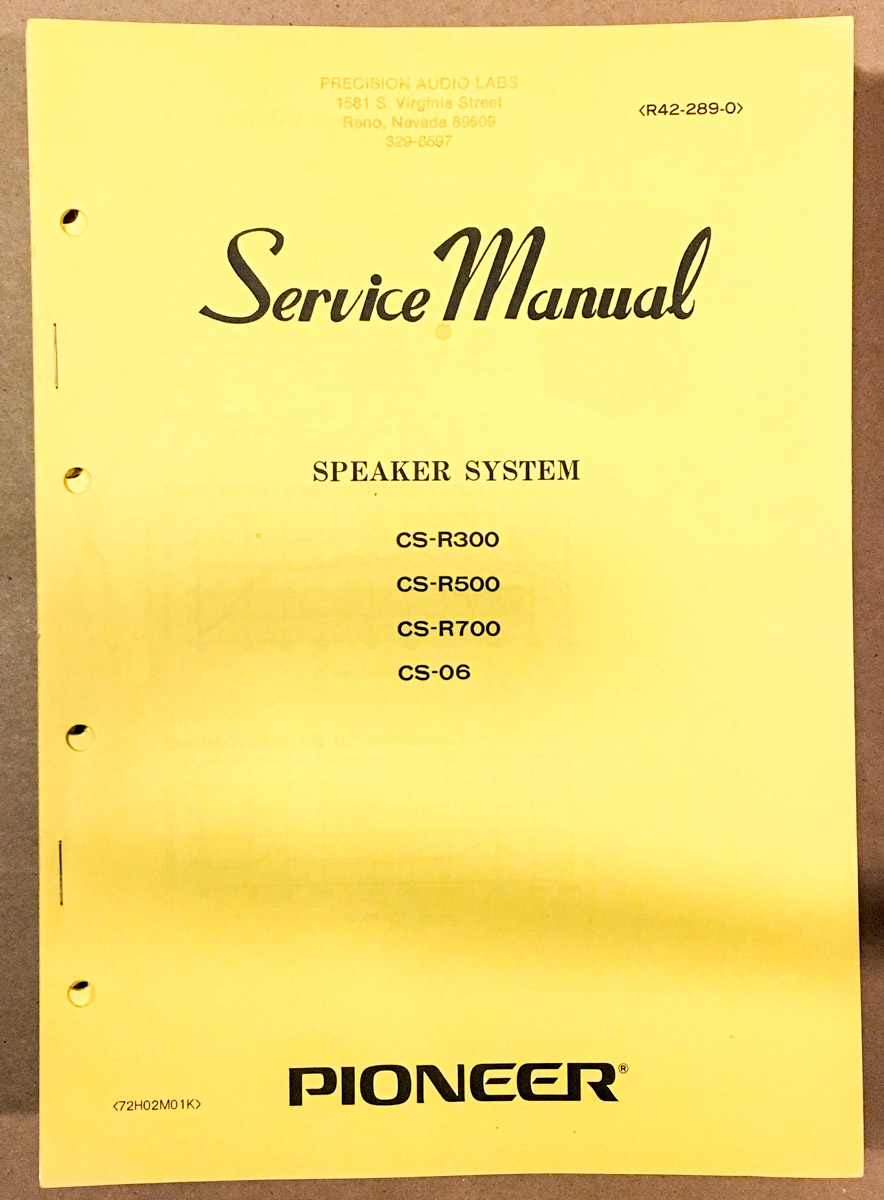 PRECISION AUDIO LABS
1581 S. Virginia Street
Reno, Nevada 89509
329-6597
<R42-289-0>
Service Manual
SPEAKER SYSTEM
CS-R300
CS-R500
CS-R700
CS-06
PIONEER®
<72H02M01K>